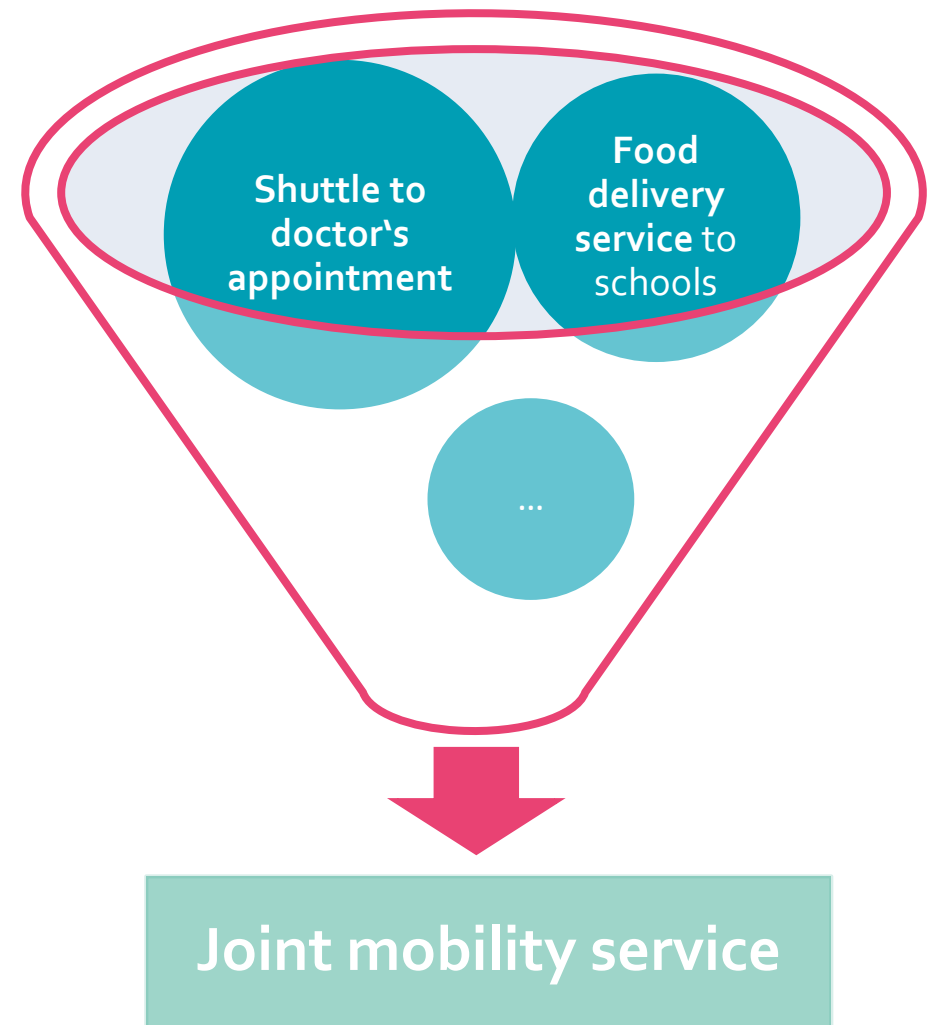 Shuttle to
doctor‘s
appointment
Food
delivery
service to
schools
...
Joint mobility service